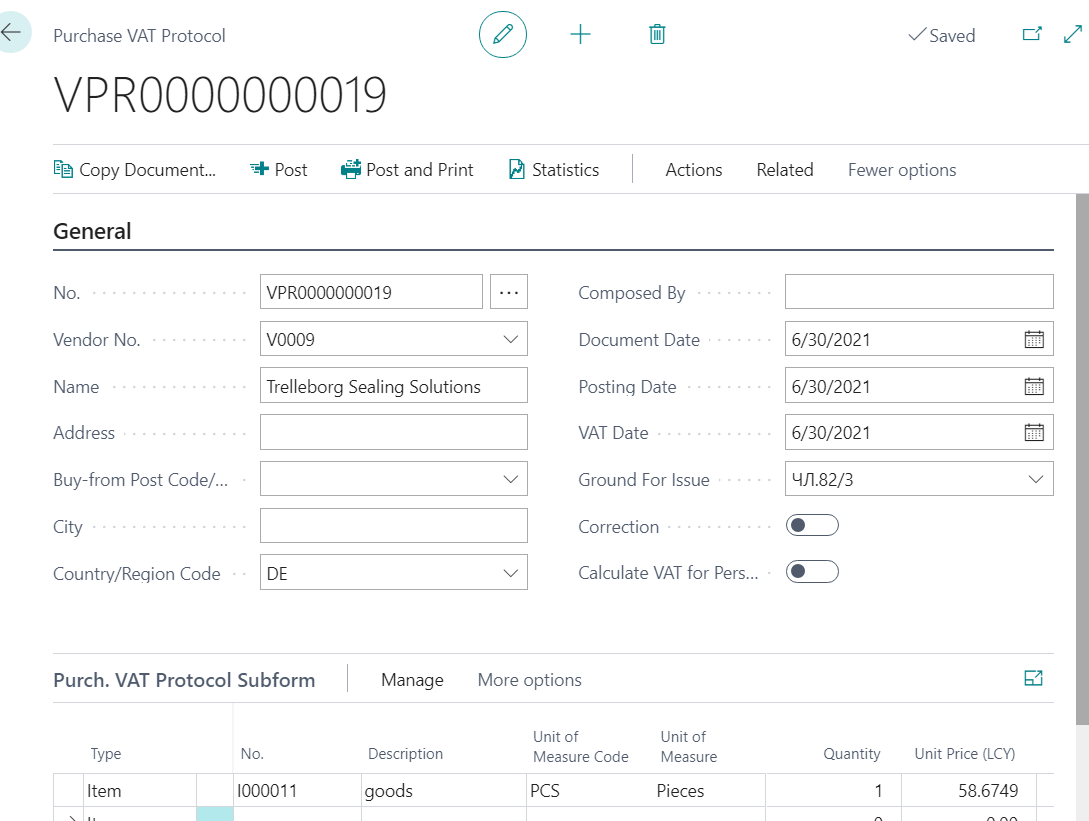 Purchase VAT Protocol
Saved
VPR0000000019
Copy Document... Post Post and Print Statistics Actions Related Fewer options
General
No. VPR0000000019 ...
Vendor No. V0009
Name Trelleborg Sealing Solutions
Address
Buy-from Post Code/...
City
Country/Region Code DE
Composed By
Document Date 6/30/2021
Posting Date 6/30/2021
VAT Date 6/30/2021
Ground For Issue ЧЛ.82/3
Correction
Calculate VAT for Pers...
Purch. VAT Protocol Subform Manage More options
Type No. Description Unit of Measure Code Unit of Measure Quantity Unit Price (LCY)
Item I000011 goods PCS Pieces 1 58.6749